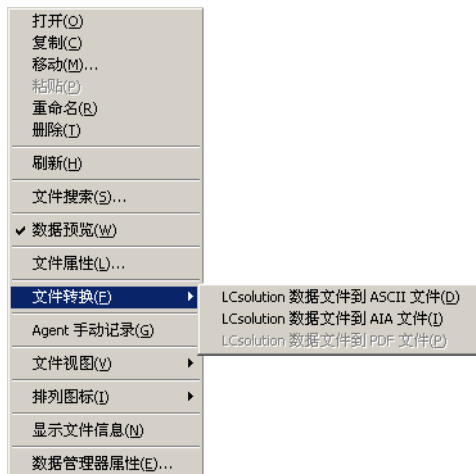 打开(O)
复制(C)
移动(M)...
粘贴(P)
重命名(R)
删除(T)
刷新(H)
文件搜索(S)...
数据预览(W)
文件属性(L)...
文件转换(F)
LCsolution 数据文件到 ASCII 文件(D)
LCsolution 数据文件到 AIA 文件(I)
LCsolution 数据文件到 PDF 文件(P)
Agent 手动记录(G)
文件视图(V)
排列图标(I)
显示文件信息(N)
数据管理器属性(E)...